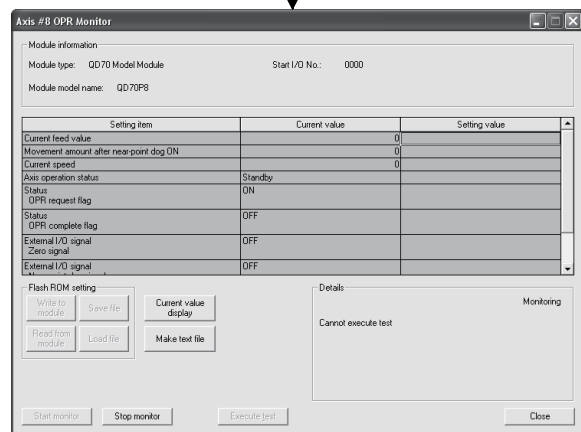 Axis #8 OPR Monitor
Module information
Module type: QD70 Model Module Start I/O No.: 0000
Module model name: QD70P8
Setting item Current value Setting value
Current feed value 0
Movement amount after near-point dog ON 0
Current speed 0
Axis operation status Standby
Status ON
OPR request flag
Status OFF
OPR complete flag
External I/O signal OFF
Zero signal
External I/O signal OFF
Flash ROM setting Details
Write to module Save file Current value display Monitoring
Cannot execute test
Read from module Load file Make text file
Start monitor Stop monitor Execute test Close